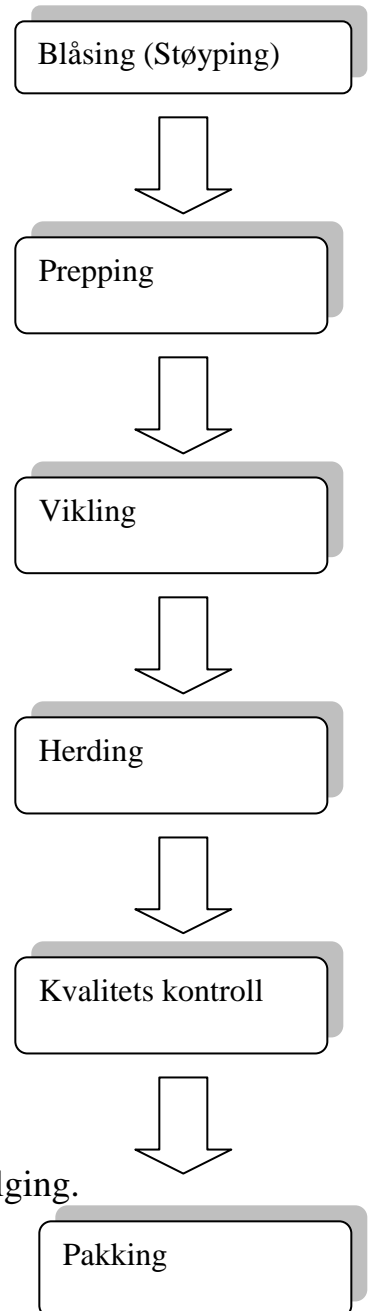 Blåsing (Støyping)
Prepping
Vikling
Herding
Kvalitets kontroll
lging.
Pakking